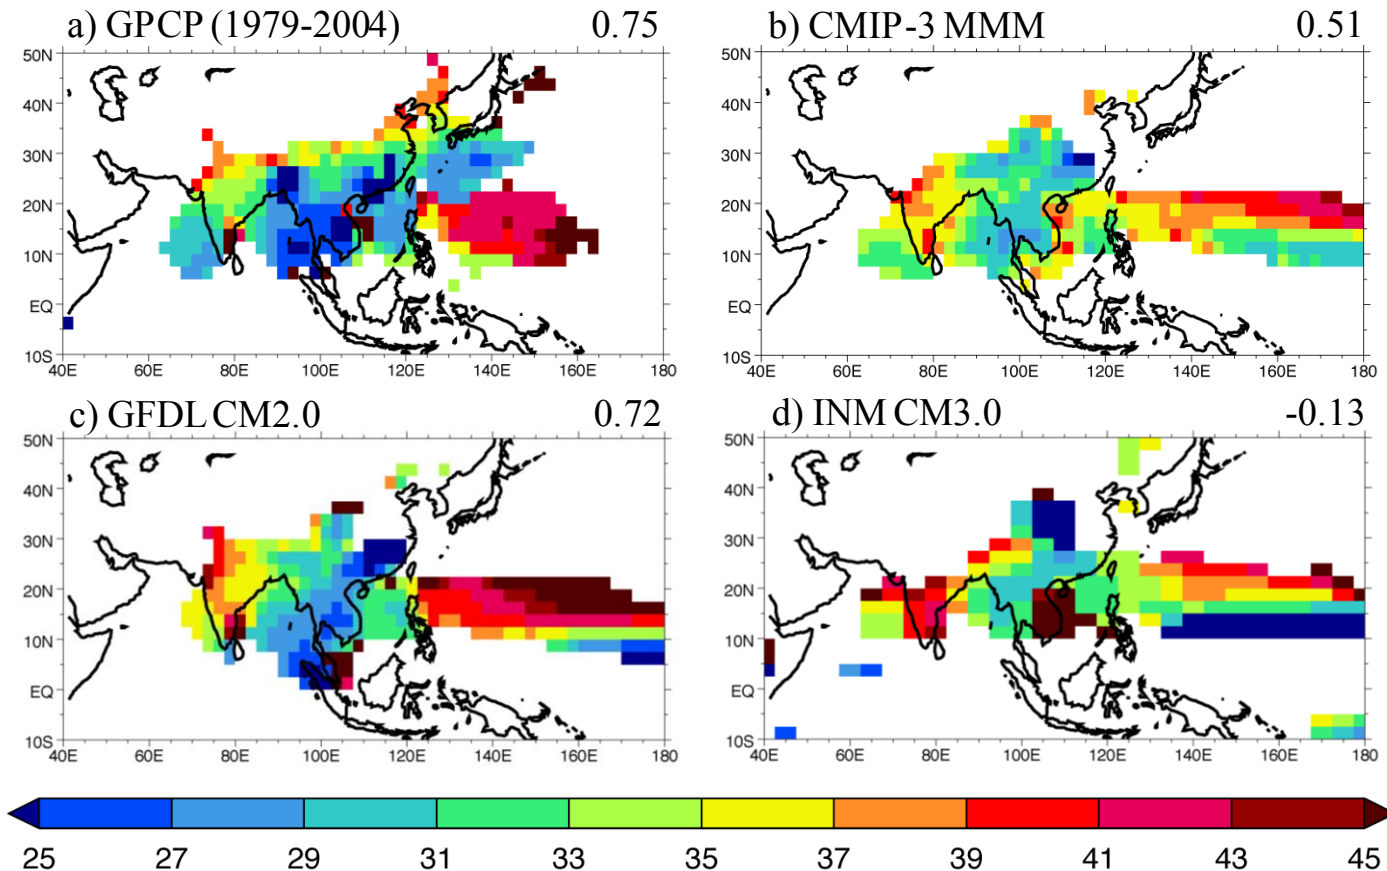 a) GPCP (1979-2004) 0.75
b) CMIP-3 MMM 0.51
50N
40N
30N
20N
10N
EQ
10S
40E 60E 80E 100E 120E 140E 160E 180
50N
40N
30N
20N
10N
EQ
10S
40E 60E 80E 100E 120E 140E 160E 180
c) GFDL CM2.0 0.72
d) INM CM3.0 -0.13
50N
40N
30N
20N
10N
EQ
10S
40E 60E 80E 100E 120E 140E 160E 180
50N
40N
30N
20N
10N
EQ
10S
40E 60E 80E 100E 120E 140E 160E 180
25 27 29 31 33 35 37 39 41 43 45